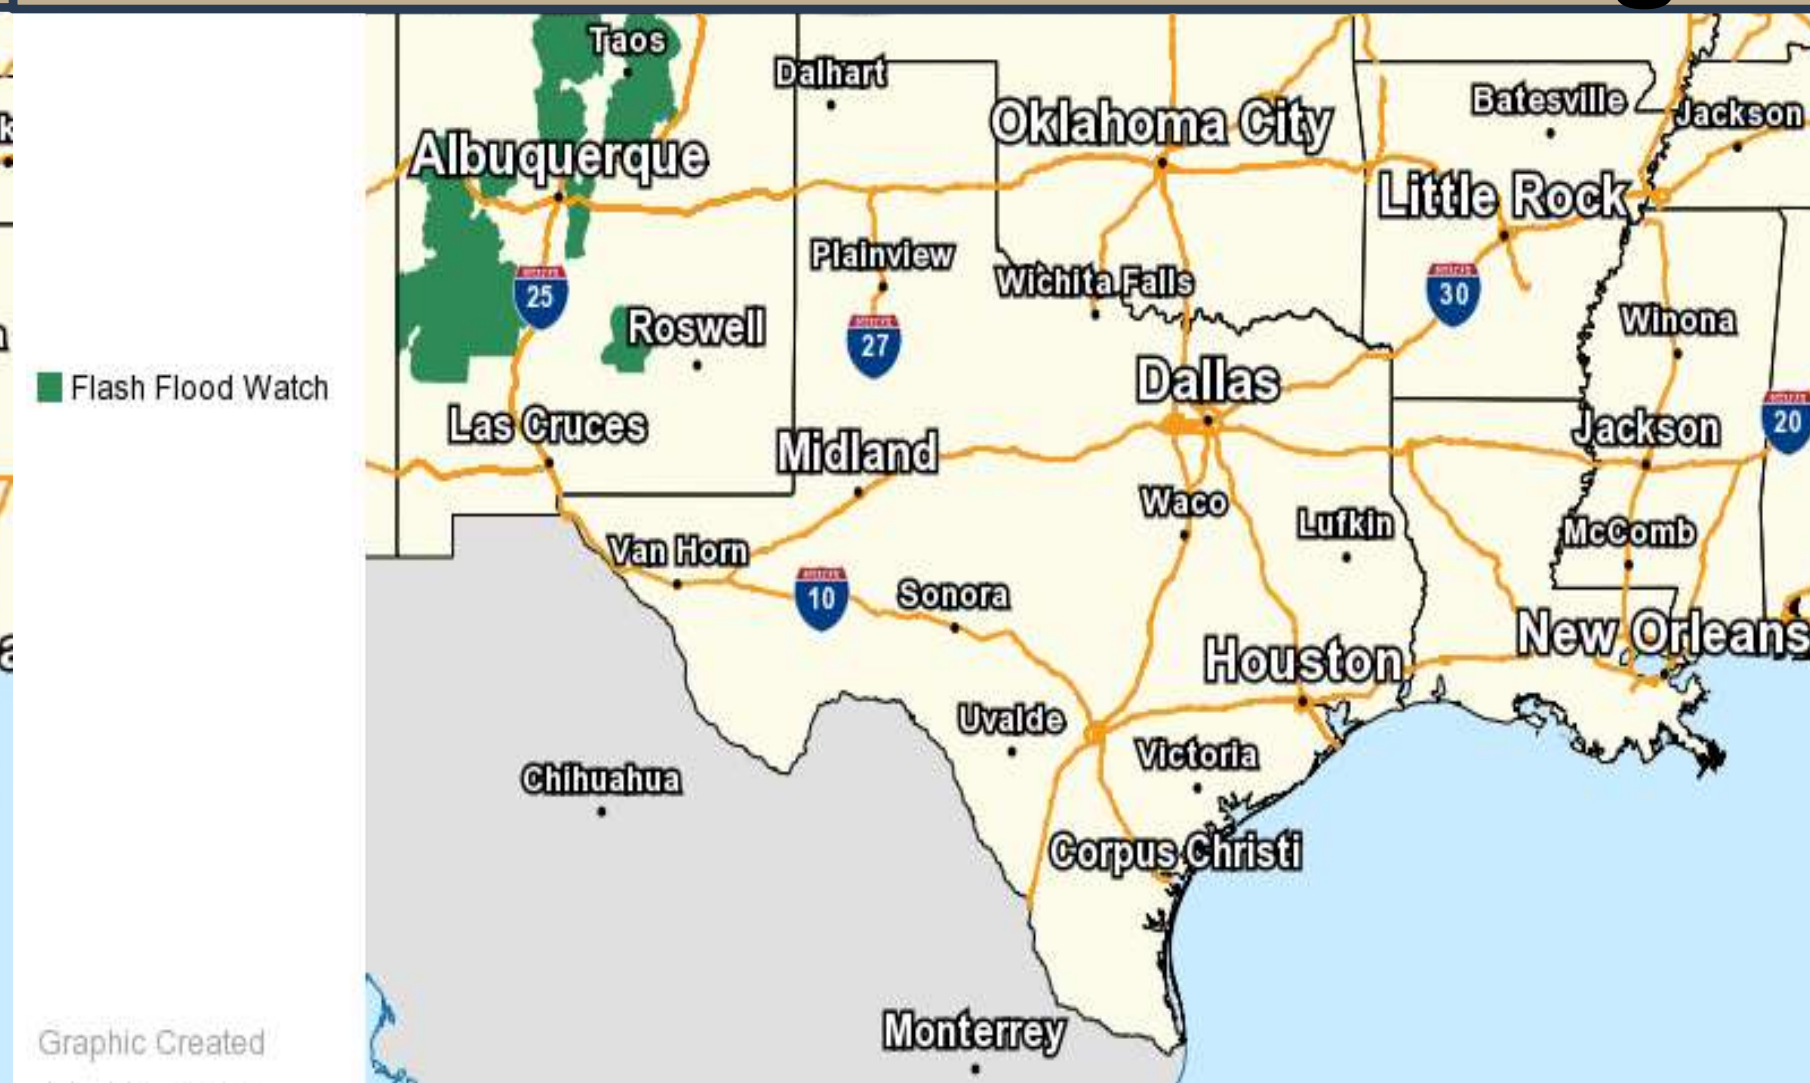 Taos
Dalhart
Oklahoma City
Batesville
Jackson
Albuquerque
Little Rock
Plainview
Wichita Falls
25
30
Roswell
27
Winona
Flash Flood Watch
Dallas
Las Cruces
Midland
Jackson
20
Waco
Lufkin
McComb
Van Horn
10
Sonora
New Orleans
Houston
Uvalde
Victoria
Chihuahua
Corpus Christi
Monterrey
Graphic Created